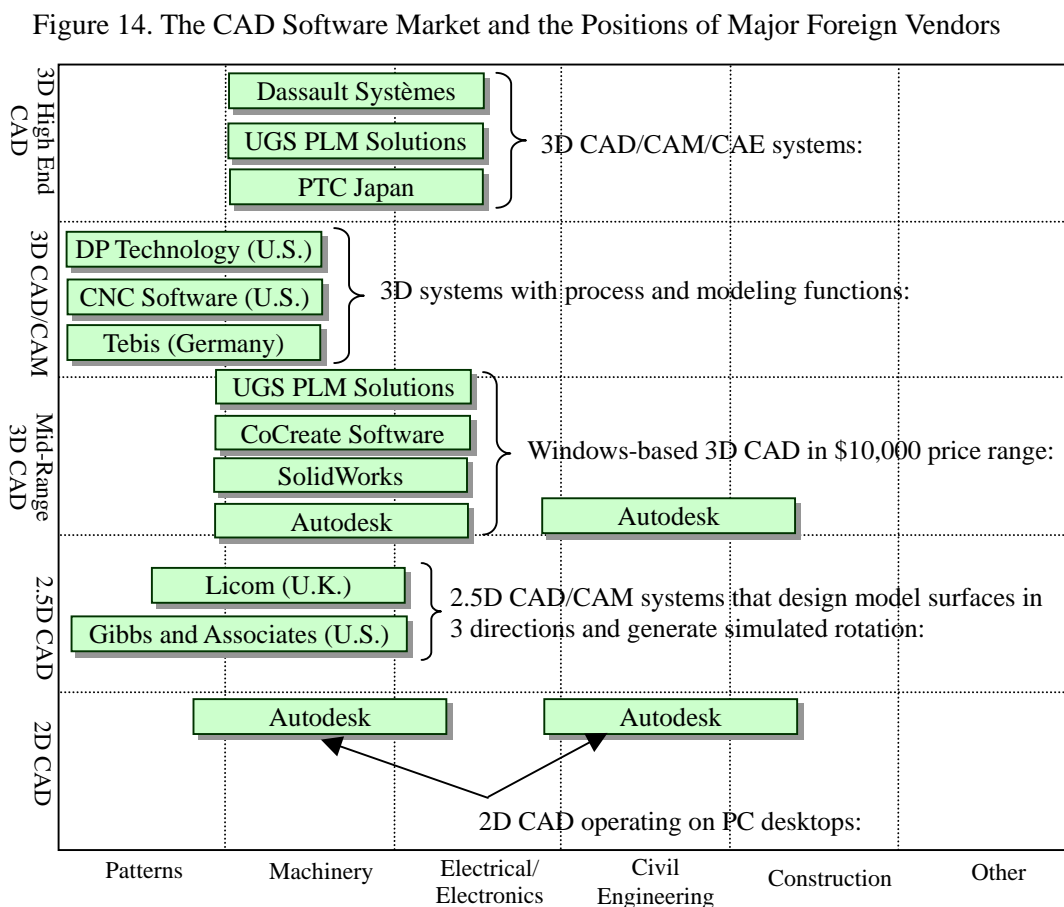 Figure 14. The CAD Software Market and the Positions of Major Foreign Vendors
3D High End
CAD
Dassault Systèmes
UGS PLM Solutions
PTC Japan
3D CAD/CAM/CAE systems:
3D CAD/CAM
DP Technology (U.S.)
CNC Software (U.S.)
Tebis (Germany)
3D systems with process and modeling functions:
Mid-Range
3D CAD
UGS PLM Solutions
CoCreate Software
SolidWorks
Autodesk
Windows-based 3D CAD in $10,000 price range:
Autodesk
2.5D CAD
Licom (U.K.)
Gibbs and Associates (U.S.)
2.5D CAD/CAM systems that design model surfaces in
3 directions and generate simulated rotation:
2D CAD
Autodesk
Autodesk
2D CAD operating on PC desktops:
Patterns
Machinery
Electrical/
Electronics
Civil
Engineering
Construction
Other